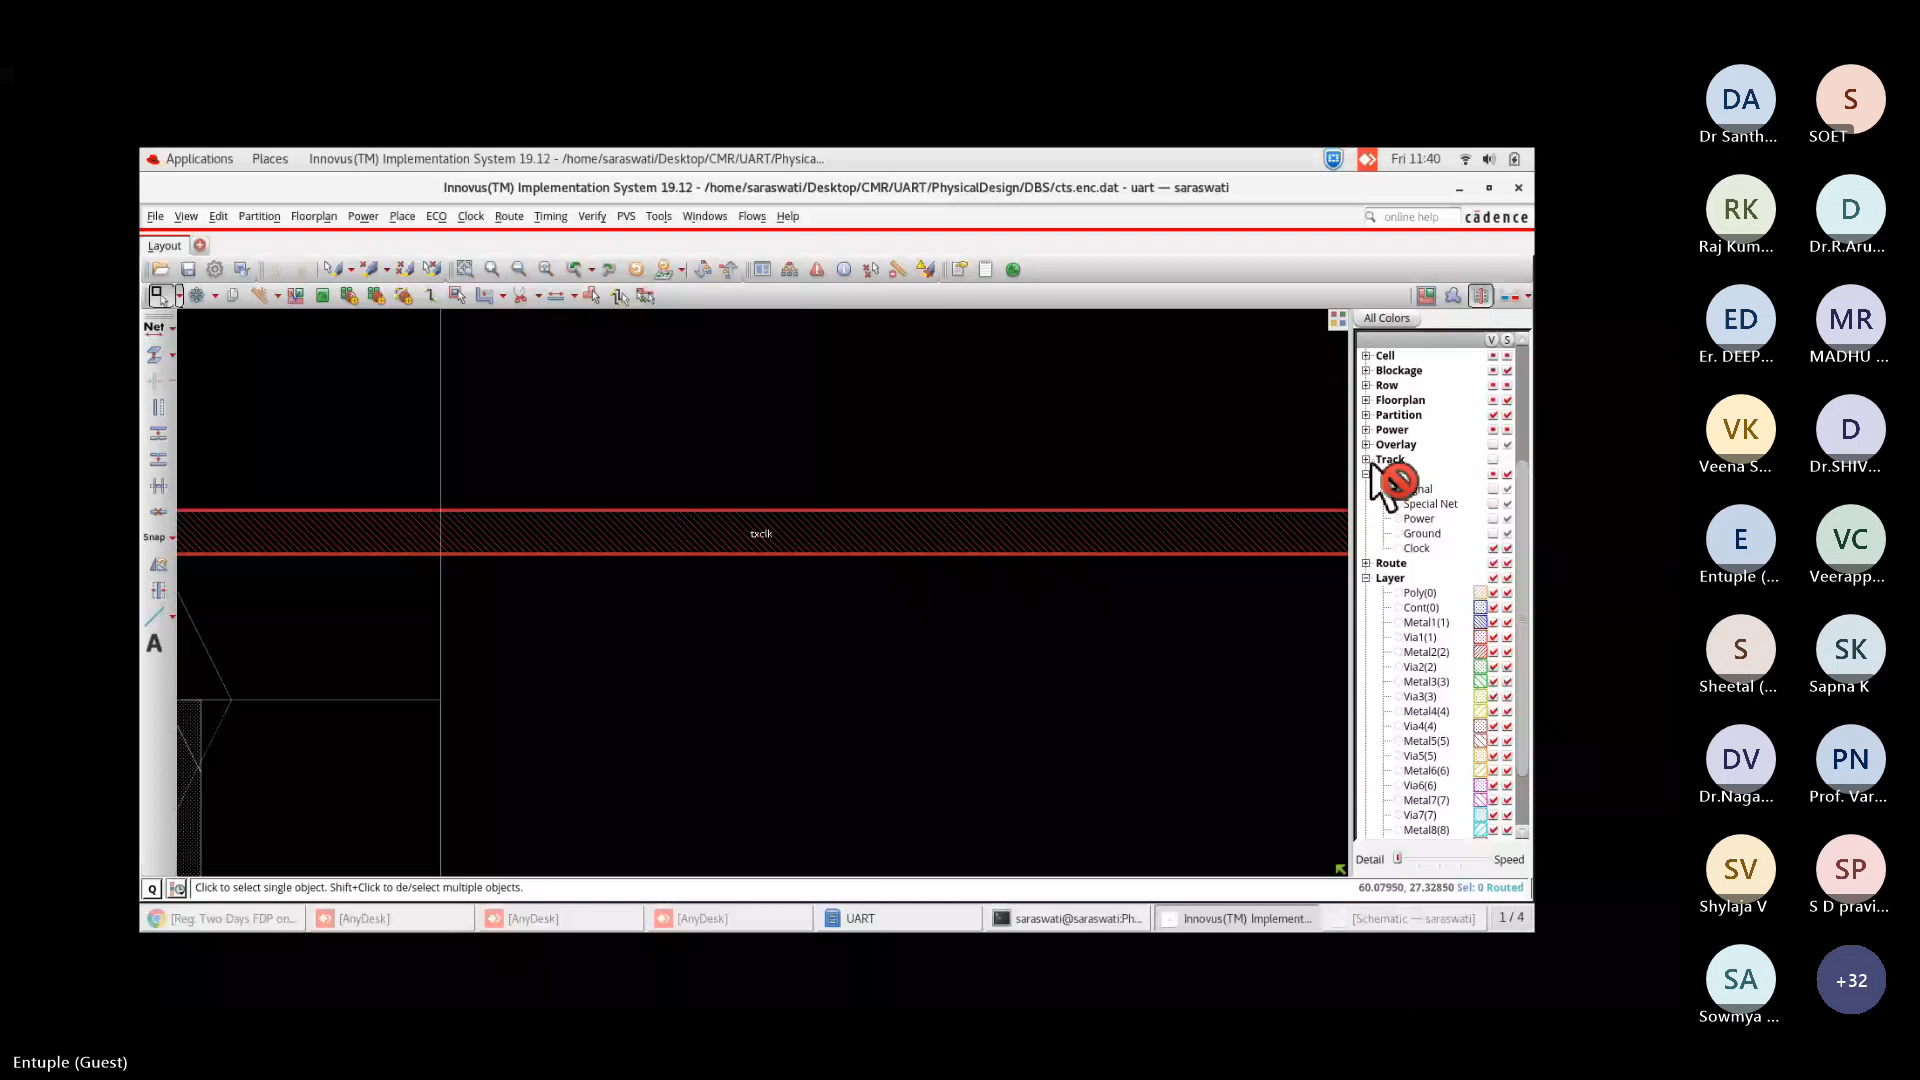 Applications Places Innovus(TM) Implementation System 19.12 - /home/saraswati/Desktop/CMR/UART/Physica... Fri 11:40
Innovus(TM) Implementation System 19.12 - /home/saraswati/Desktop/CMR/UART/PhysicalDesign/DBS/cts.enc.dat - uart — saraswati
File View Edit Partition Floorplan Power Place ECO Clock Route Timing Verify PVS Tools Windows Flows Help online help cādence
Layout
Net
Snap
A
txclk
All Colors
V S
Cell
Blockage
Row
Floorplan
Partition
Power
Overlay
Track
Special Net
Power
Ground
Clock
Route
Layer
Poly(0)
Cont(0)
Metal1(1)
Via1(1)
Metal2(2)
Via2(2)
Metal3(3)
Via3(3)
Metal4(4)
Via4(4)
Metal5(5)
Via5(5)
Metal6(6)
Via6(6)
Metal7(7)
Via7(7)
Metal8(8)
Detail Speed
Q Click to select single object. Shift+Click to de/select multiple objects. 60.07950, 27.32850 Sel: 0 Routed
[Reg: Two Days FDP on... [AnyDesk] [AnyDesk] [AnyDesk] UART saraswati@saraswati:Ph... Innovus(TM) Implement... [Schematic — saraswati] 1 / 4
DA S
Dr Santh... SOET
RK D
Raj Kum... Dr.R.Aru...
ED MR
Er. DEEP... MADHU ...
VK D
Veena S... Dr.SHIV...
E VC
Entuple (... Veerapp...
S SK
Sheetal (... Sapna K
DV PN
Dr.Naga... Prof. Var...
SV SP
Shylaja V S D pravi...
SA +32
Sowmya ...
Entuple (Guest)